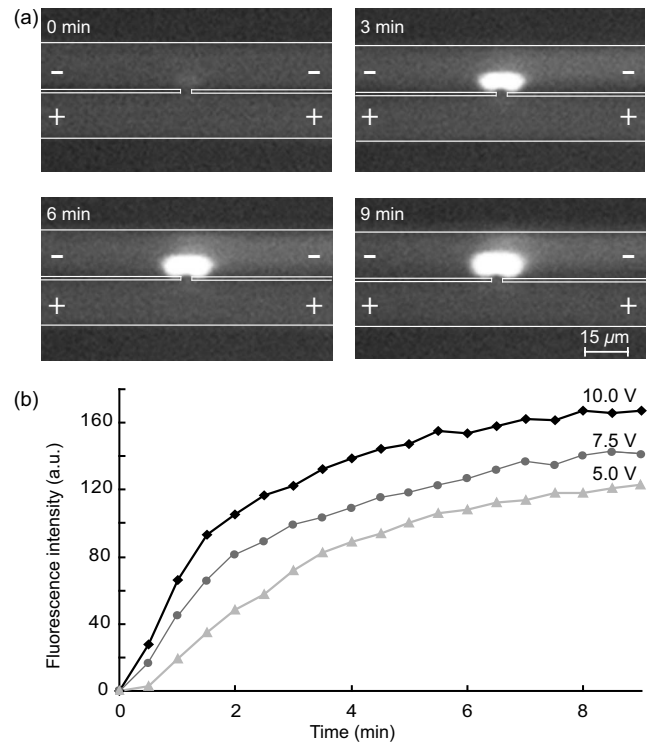 (a)
0 min
3 min
- -
- -
+ +
+ +
6 min
9 min
- -
- -
+ +
+ +
15 µm
(b)
160
120
80
40
0
Fluorescence intensity (a.u.)
10.0 V
7.5 V
5.0 V
0 2 4 6 8
Time (min)